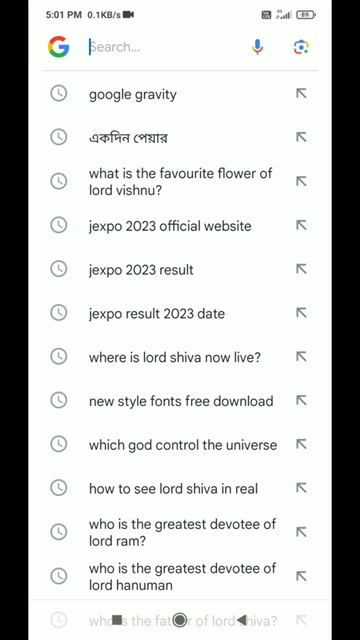 5:01 PM 0.1KB/s
4G
89
Search...
google gravity
একদিন পেয়ার
what is the favourite flower of
lord vishnu?
jexpo 2023 official website
jexpo 2023 result
jexpo result 2023 date
where is lord shiva now live?
new style fonts free download
which god control the universe
how to see lord shiva in real
who is the greatest devotee of
lord ram?
who is the greatest devotee of
lord hanuman
who is the father of lord shiva?